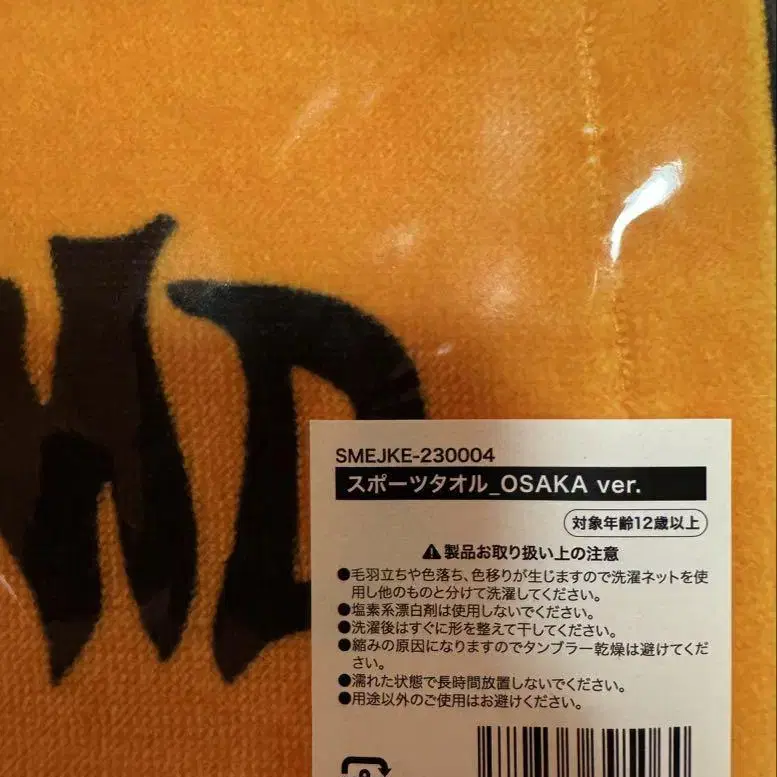 WD
SMEJKE-230004
スポーツタオル_OSAKA ver.
対象年齢12歳以上
⚠製品お取り扱い上の注意
●毛羽立ちや色落ち、色移りが生じますので洗濯ネットを使
用し他のものと分けて洗濯してください。
●塩素系漂白剤は使用しないでください。
●洗濯後はすぐに形を整えて干してください。
●縮みの原因になりますのでタンブラー乾燥は避けてくだ
さい。
●濡れた状態で長時間放置しないでください。
●用途以外のご使用はお避けください。